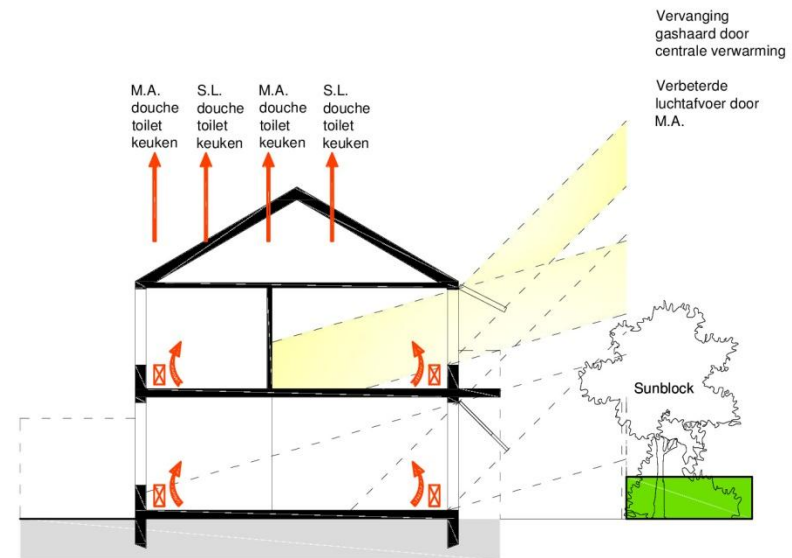 Vervanging
gashaard door
centrale verwarming
Verbeterde
luchtafvoer door
M.A.
M.A.
douche
toilet
keuken
S.L.
douche
toilet
keuken
M.A.
douche
toilet
keuken
S.L.
douche
toilet
keuken
Sunblock